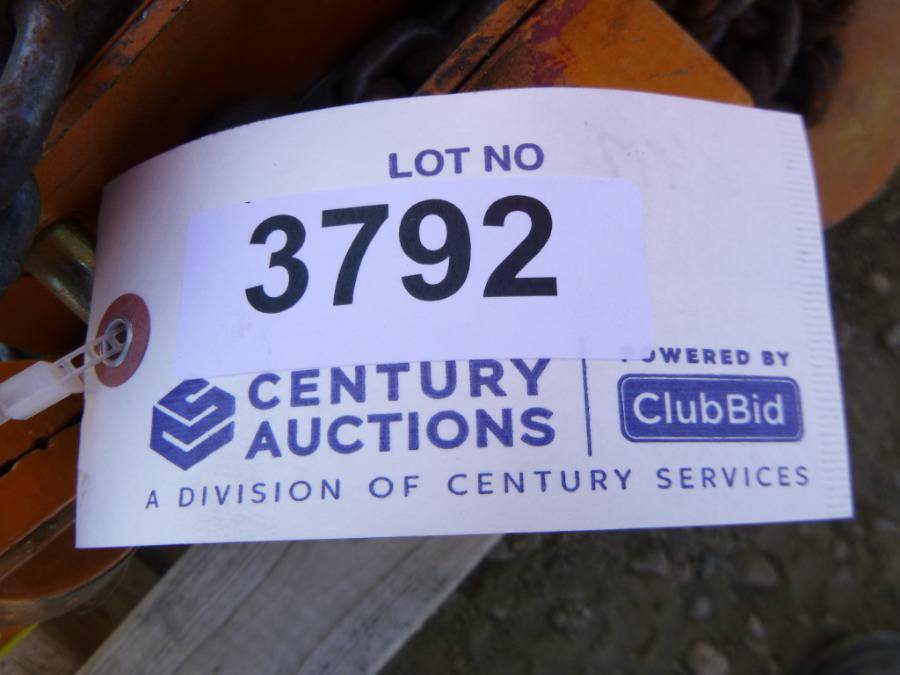 LOT NO
3792
CENTURY
AUCTIONS
POWERED BY
ClubBid
A DIVISION OF CENTURY SERVICES